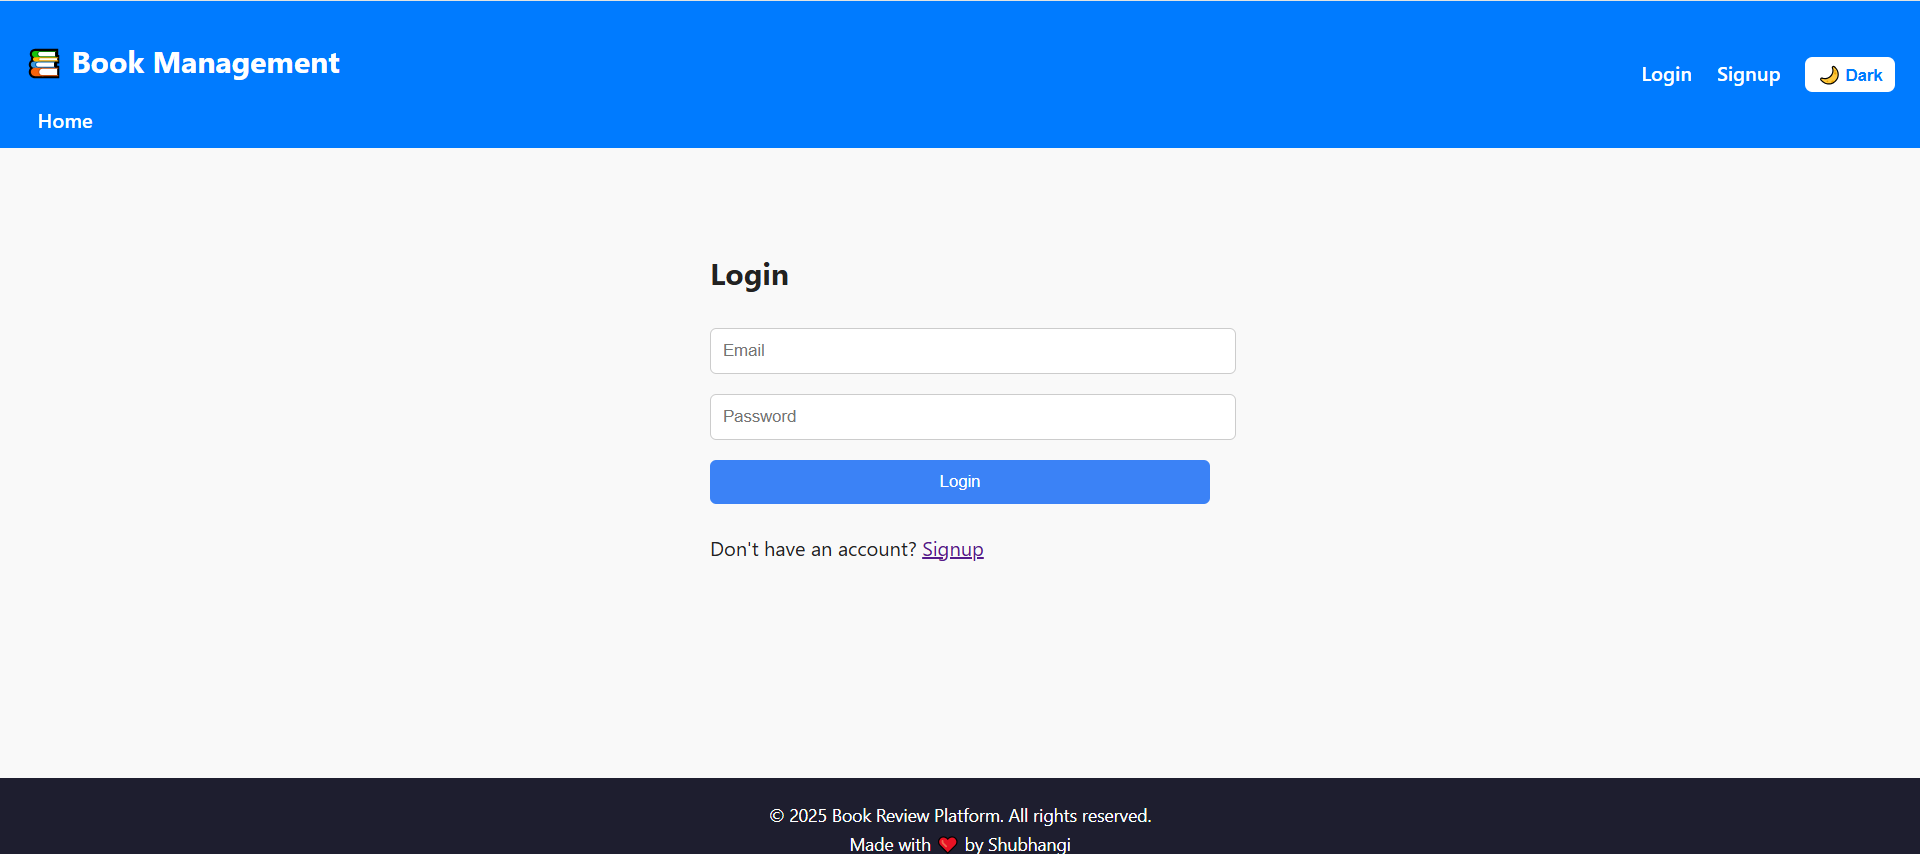 📚 Book Management
Login Signup 🌙 Dark
Home
Login
Email
Password
Login
Don't have an account? Signup
© 2025 Book Review Platform. All rights reserved.
Made with ❤️ by Shubhangi